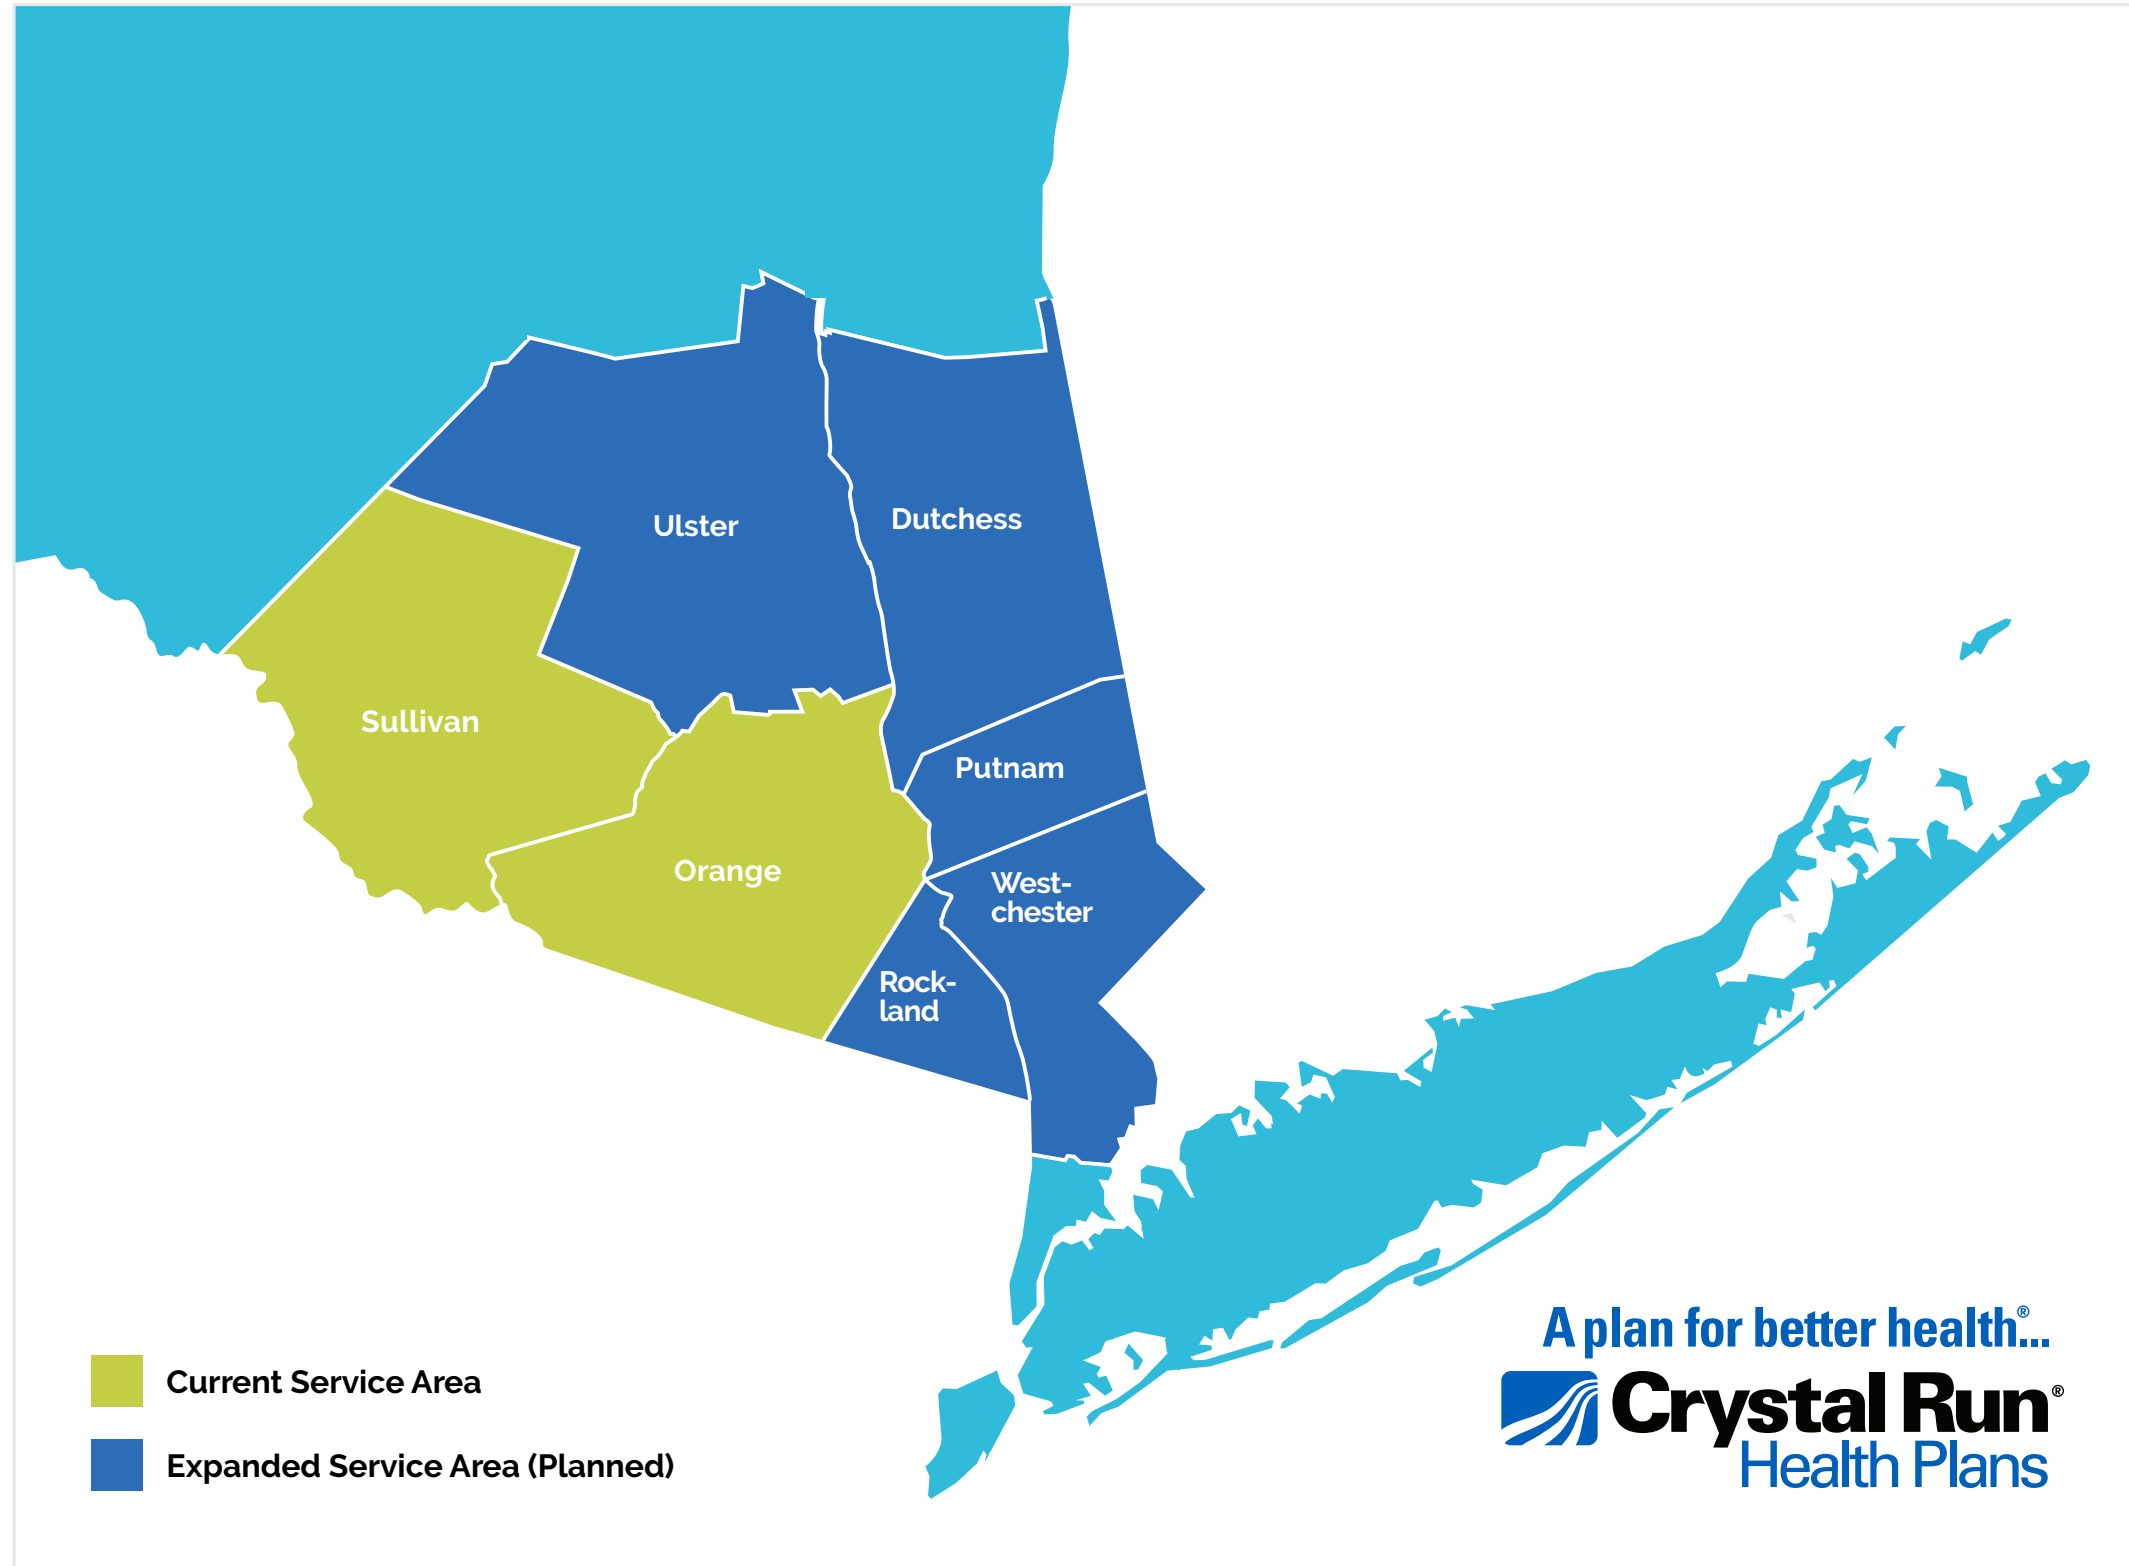 Ulster
Dutchess
Sullivan
Putnam
Orange
West-
chester
Rock-
land
Current Service Area
Expanded Service Area (Planned)
A plan for better health®...
Crystal Run®
Health Plans